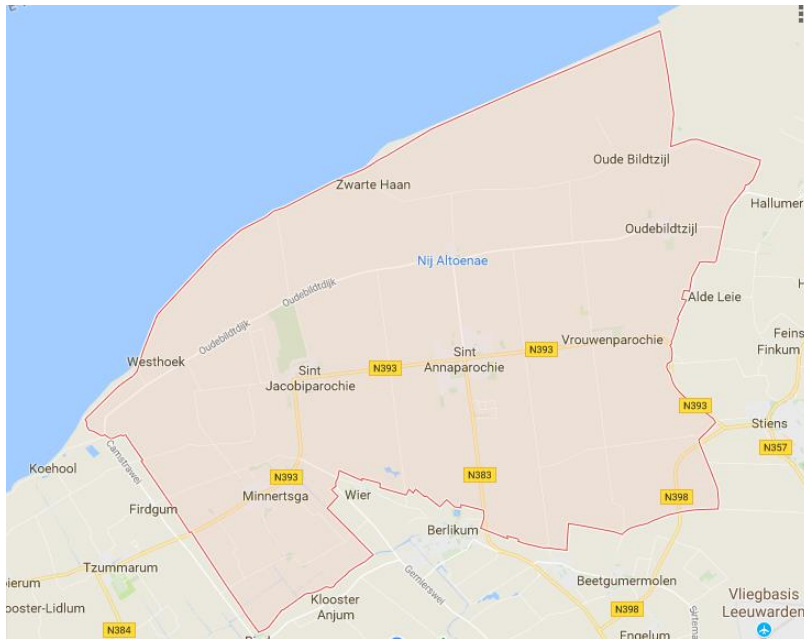 Oude Bildtzijl
Zwarte Haan
Hallumer
Oudebildtzijl
Nij Altoenae
Oudebildtdijk
Alde Leie
Oudebildtdijk
Vrouwenparochie
Feins
Finkum
N393
Sint
Annaparochie
Westhoek
N393
Sint
Jacobiparochie
N393
Stiens
N357
Koehool
N393
N383
Minnertsga
Wier
N398
Firdgum
Berlikum
Tzummarum
Beetgumermolen
ooster-Lidlum
Klooster
Anjum
N398
Vliegbasis
Leeuwarden
N384
Engelum